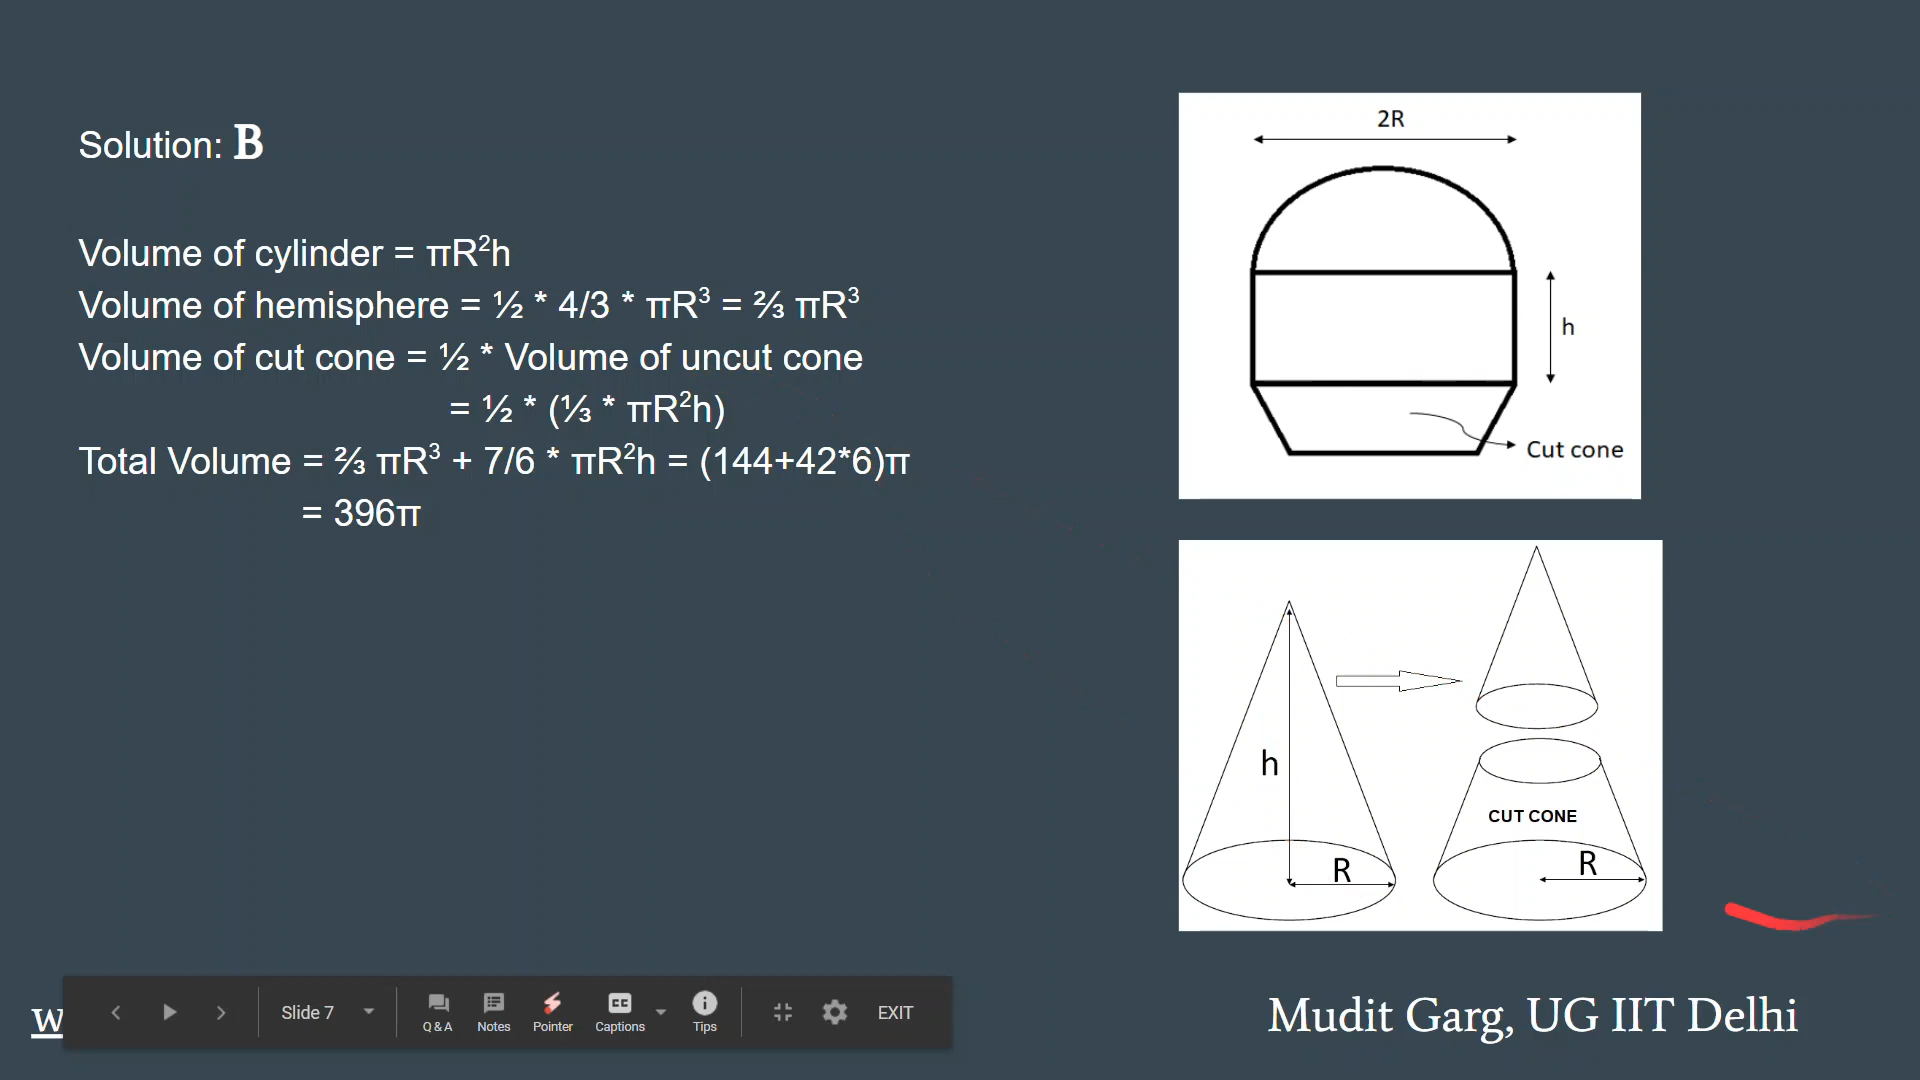 Solution: B
Volume of cylinder = πR²h
Volume of hemisphere = ½ * 4/3 * πR³ = ⅔ πR³
Volume of cut cone = ½ * Volume of uncut cone
= ½ * (⅓ * πR²h)
Total Volume = ⅔ πR³ + 7/6 * πR²h = (144+42*6)π
= 396π
2R
h
Cut cone
h
R
CUT CONE
R
Mudit Garg, UG IIT Delhi
Slide 7
Q & A
Notes
Pointer
CC
Captions
Tips
EXIT